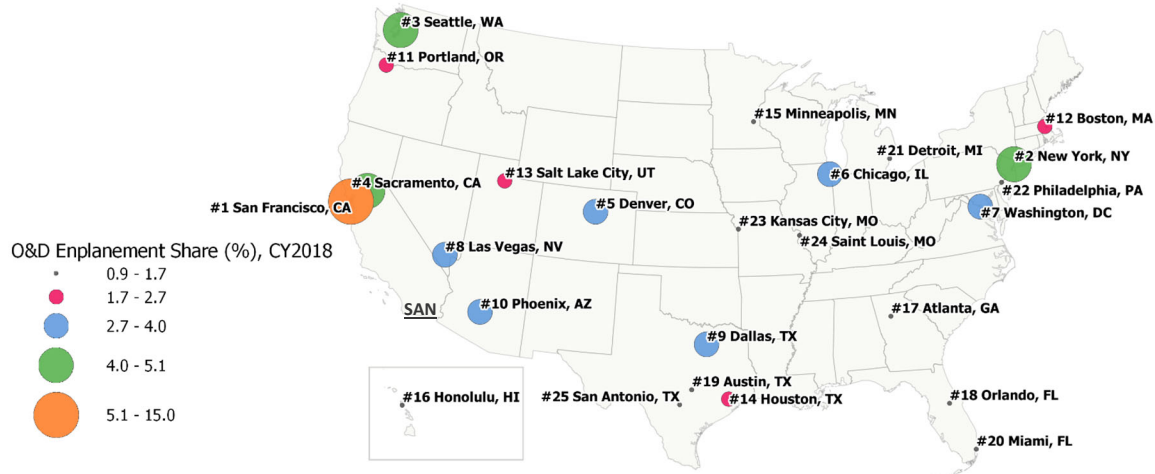 #3 Seattle, WA
#11 Portland, OR
#15 Minneapolis, MN
#12 Boston, MA
#21 Detroit, MI
#2 New York, NY
#13 Salt Lake City, UT
#6 Chicago, IL
#4 Sacramento, CA
#22 Philadelphia, PA
#1 San Francisco, CA
#5 Denver, CO
#7 Washington, DC
#23 Kansas City, MO
#24 Saint Louis, MO
O&D Enplanement Share (%), CY2018
0.9 - 1.7
1.7 - 2.7
2.7 - 4.0
4.0 - 5.1
5.1 - 15.0
#8 Las Vegas, NV
SAN
#10 Phoenix, AZ
#17 Atlanta, GA
#9 Dallas, TX
#19 Austin, TX
#16 Honolulu, HI
#25 San Antonio, TX
#14 Houston, TX
#18 Orlando, FL
#20 Miami, FL